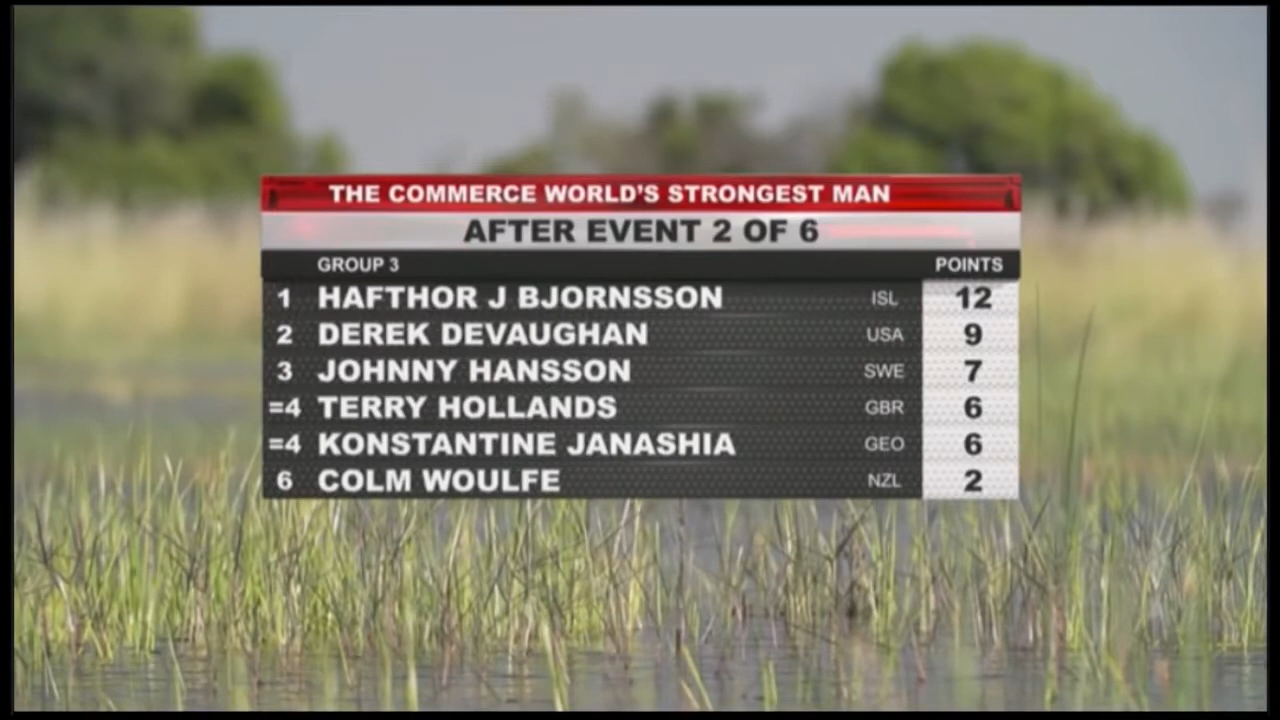 THE COMMERCE WORLD'S STRONGEST MAN
AFTER EVENT 2 OF 6
GROUP 3 POINTS
1 HAFTHOR J BJORNSSON ISL 12
2 DEREK DEVAUGHAN USA 9
3 JOHNNY HANSSON SWE 7
=4 TERRY HOLLANDS GBR 6
=4 KONSTANTINE JANASHIA GEO 6
6 COLM WOULFE NZL 2